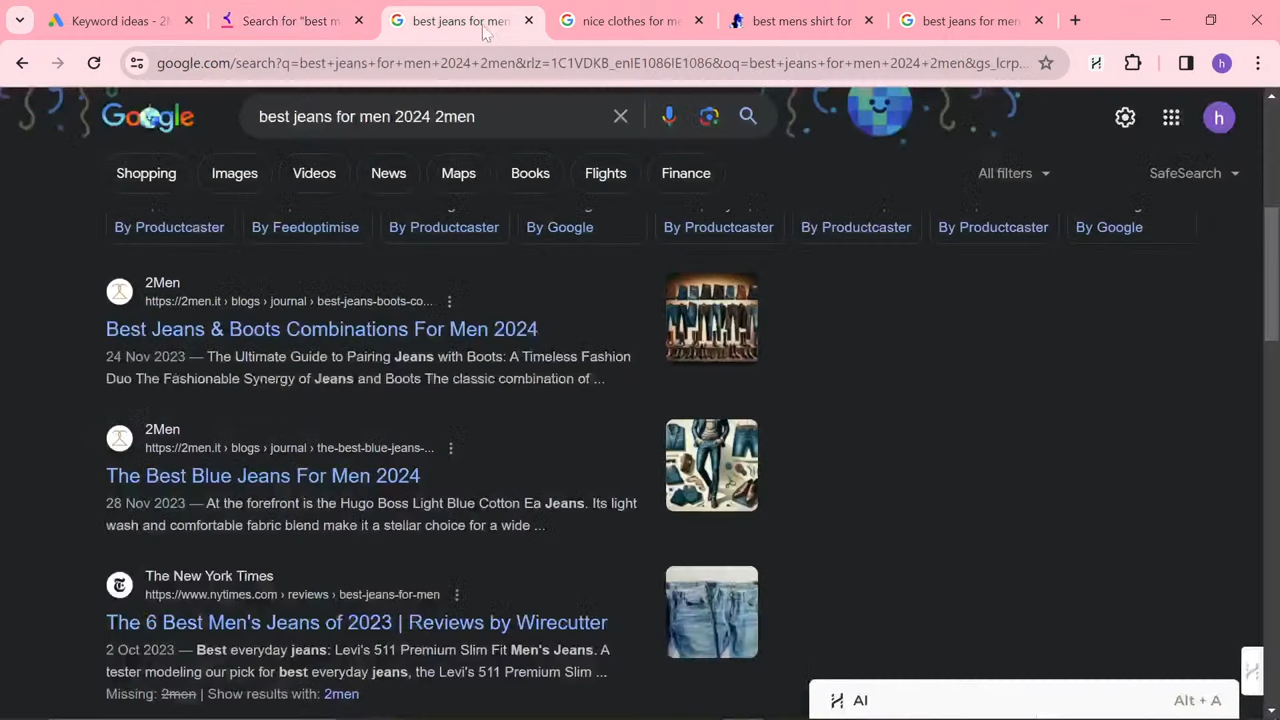 Keyword ideas - 2M
Search for "best m
best jeans for men
nice clothes for me
best mens shirt for
best jeans for men
google.com/search?q=best+jeans+for+men+2024+2men&rlz=1C1VDKB_enIE1086IE1086&oq=best+jeans+for+men+2024+2men&gs_lcrp...
h
Google
best jeans for men 2024 2men
h
Shopping
Images
Videos
News
Maps
Books
Flights
Finance
All filters
SafeSearch
By Productcaster
By Feedoptimise
By Productcaster
By Google
By Productcaster
By Productcaster
By Productcaster
By Google
2Men
https://2men.it › blogs › journal › best-jeans-boots-co...
Best Jeans & Boots Combinations For Men 2024
24 Nov 2023 — The Ultimate Guide to Pairing Jeans with Boots: A Timeless Fashion
Duo The Fashionable Synergy of Jeans and Boots The classic combination of ...
2Men
https://2men.it › blogs › journal › the-best-blue-jeans-...
The Best Blue Jeans For Men 2024
28 Nov 2023 — At the forefront is the Hugo Boss Light Blue Cotton Ea Jeans. Its light
wash and comfortable fabric blend make it a stellar choice for a wide ...
The New York Times
https://www.nytimes.com › reviews › best-jeans-for-men
The 6 Best Men's Jeans of 2023 | Reviews by Wirecutter
2 Oct 2023 — Best everyday jeans: Levi's 511 Premium Slim Fit Men's Jeans. A
tester modeling our pick for best everyday jeans, the Levi's 511 Premium Slim ...
Missing: 2men | Show results with: 2men
AI
Alt + A